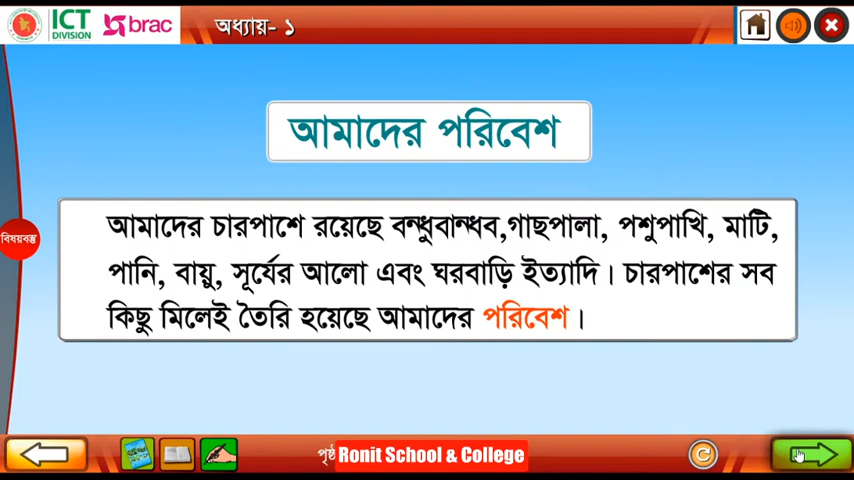 ICT
DIVISION
brac
অধ্যায়- ১
আমাদের পরিবেশ
আমাদের চারপাশে রয়েছে বন্ধুবান্ধব,গাছপালা, পশুপাখি, মাটি,
পানি, বায়ু, সূর্যের আলো এবং ঘরবাড়ি ইত্যাদি। চারপাশের সব
কিছু মিলেই তৈরি হয়েছে আমাদের পরিবেশ।
বিষয়বস্তু
Ronit School & College